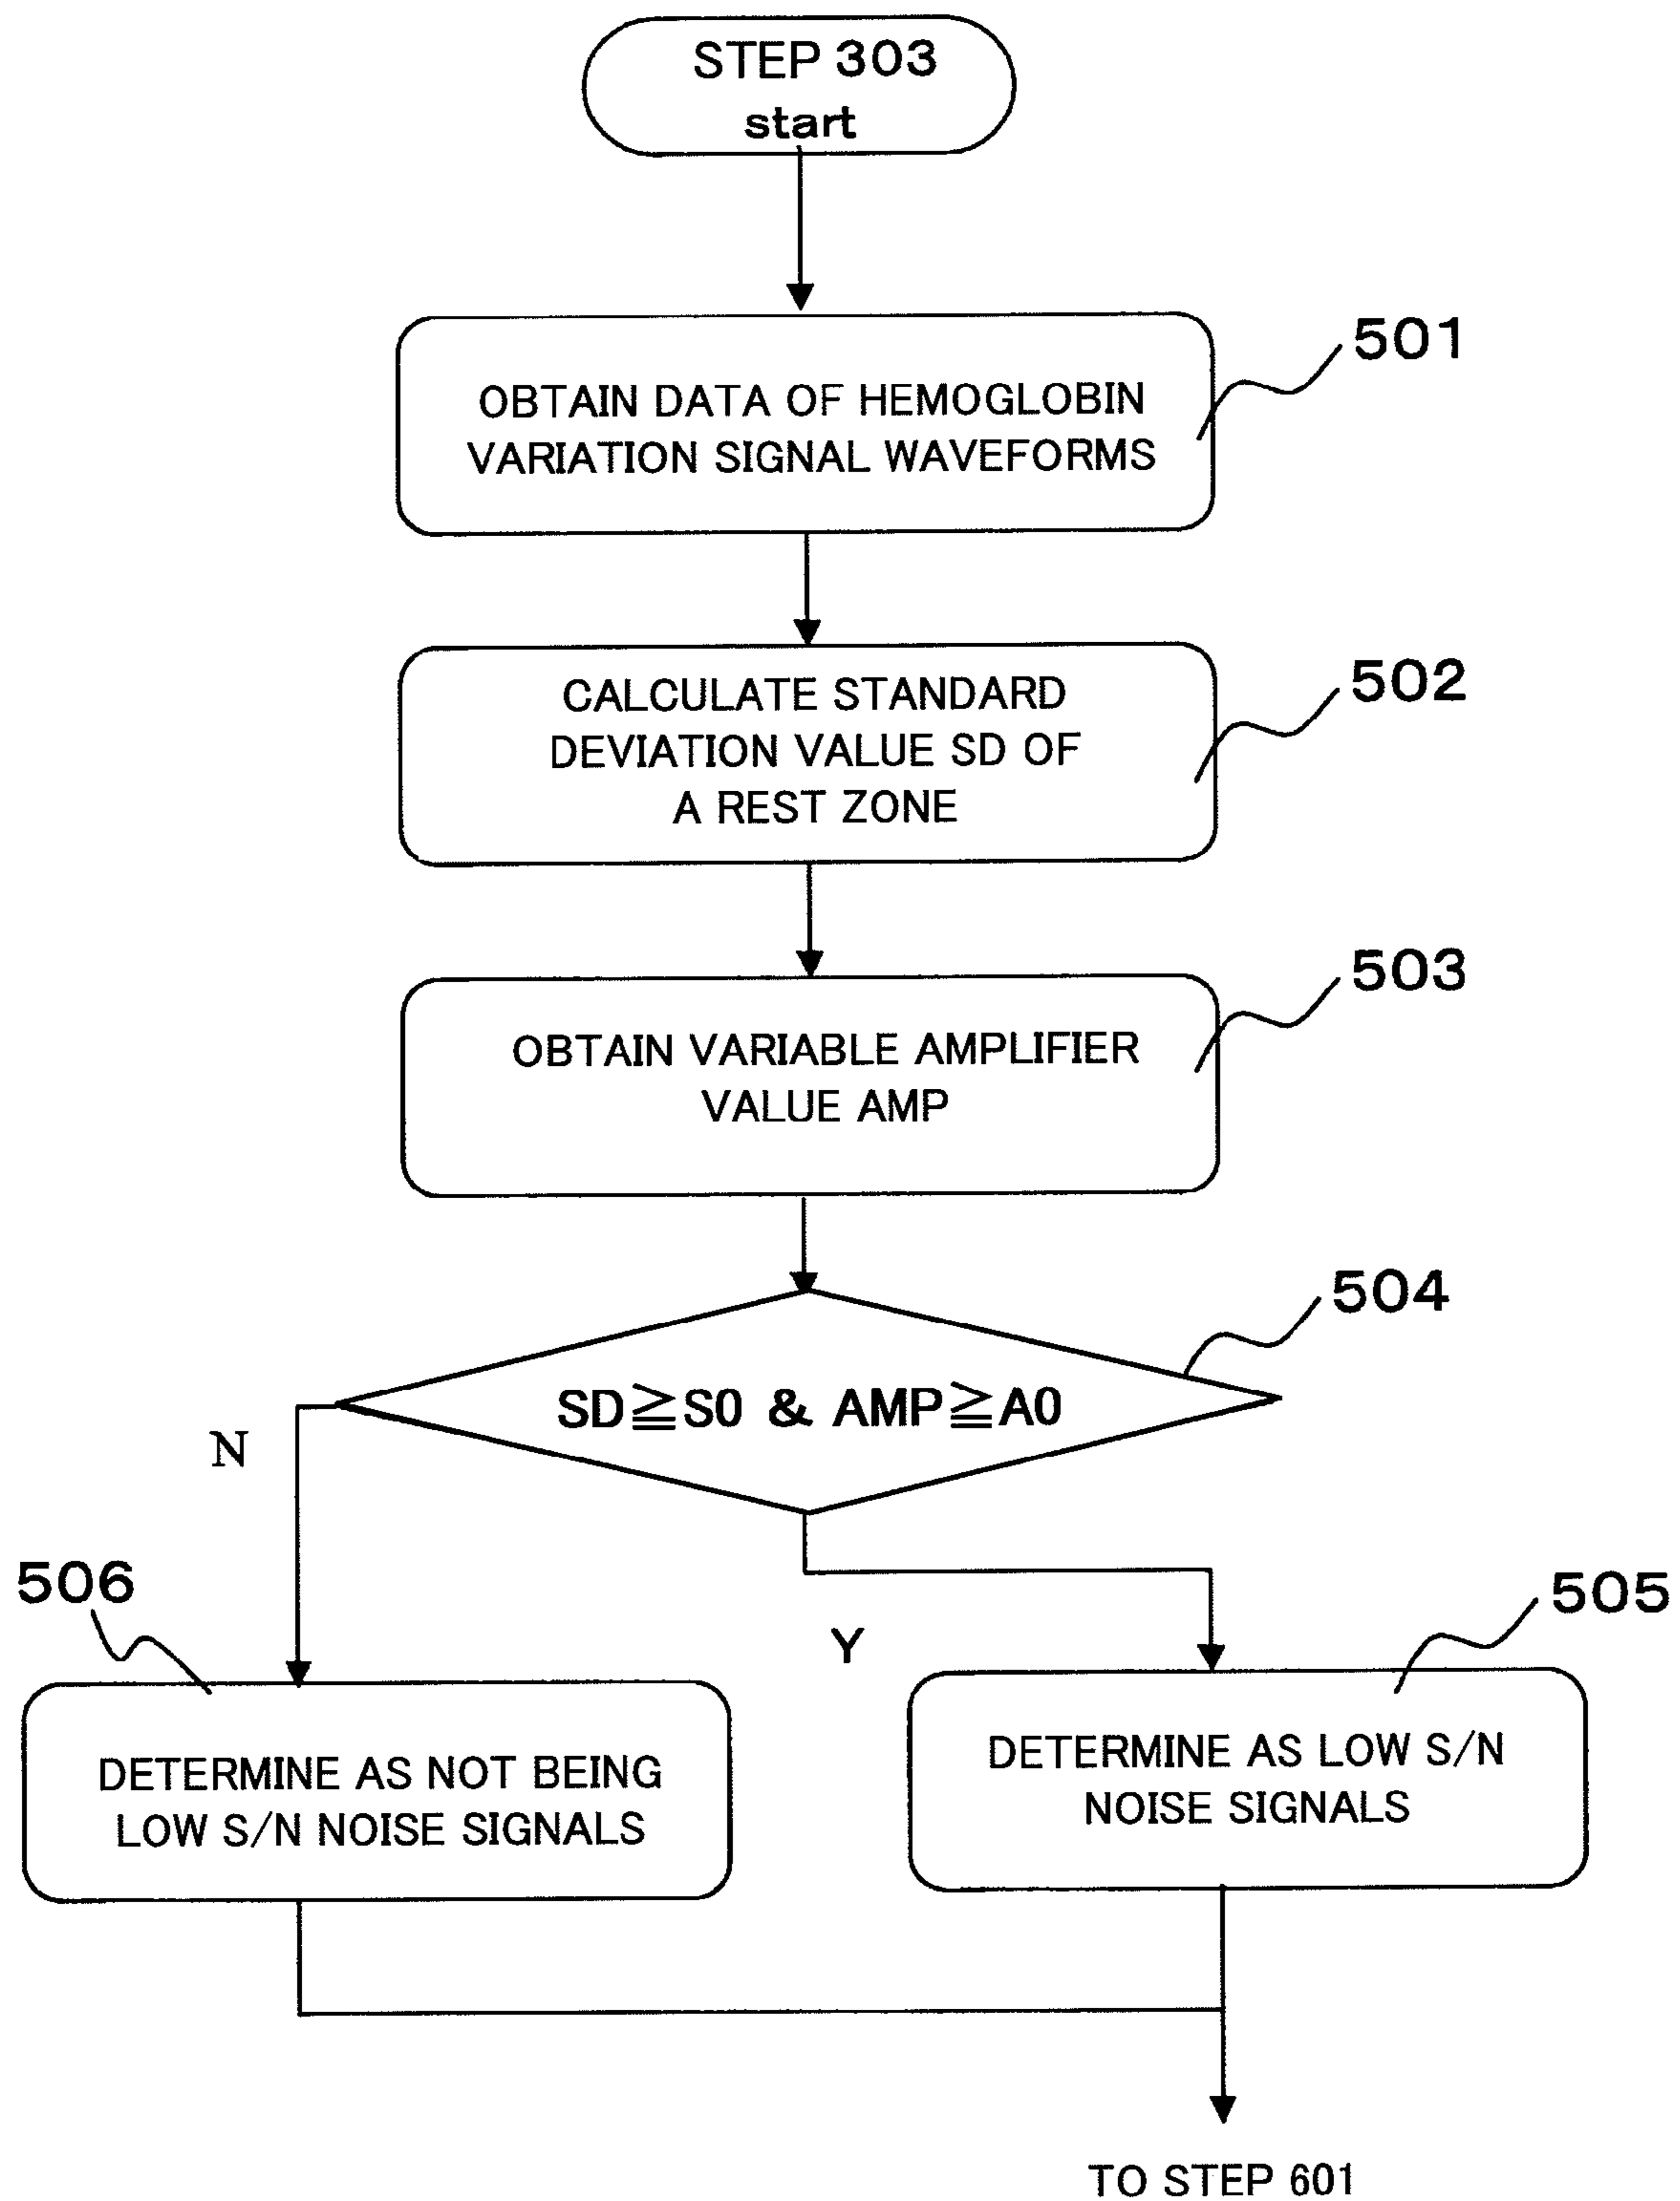 STEP 303
start
501
OBTAIN DATA OF HEMOGLOBIN
VARIATION SIGNAL WAVEFORMS
502
CALCULATE STANDARD
DEVIATION VALUE SD OF
A REST ZONE
503
OBTAIN VARIABLE AMPLIFIER
VALUE AMP
504
SD≧S0 & AMP≧A0
N
Y
506
DETERMINE AS NOT BEING
LOW S/N NOISE SIGNALS
505
DETERMINE AS LOW S/N
NOISE SIGNALS
TO STEP 601